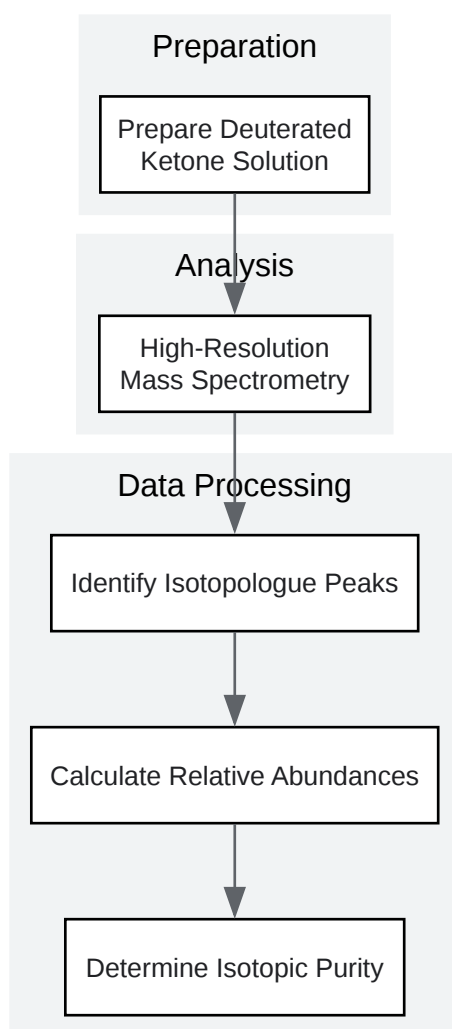 Preparation
Prepare Deuterated
Ketone Solution
Analysis
High-Resolution
Mass Spectrometry
Data Processing
Identify Isotopologue Peaks
Calculate Relative Abundances
Determine Isotopic Purity